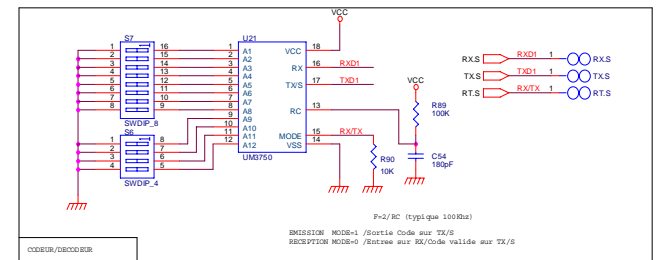 VCC
S7
U21
1 16 1 A1 VCC 18
2 15 2 A2
3 14 3 A3 RX 16 RXD1
4 13 4 A4
5 12 5 A5 TX/S 17 TXD1
6 11 6 A6
7 10 7 A7
8 9 8 A8 RC 13
SWDIP_8
9 A9
S6
10 A10
1 8 11 A11 MODE 15 RX/TX
2 7 12 A12 VSS 14
3 6
4 5
SWDIP_4
UM3750
R90
10K
VCC
R89
100K
C54
180pF
RX.S RXD1 1 RX.S
TX.S TXD1 1 TX.S
RT.S RX/TX 1 RT.S
F=2/RC (typique 100Khz)
EMISSION MODE=1 /Sortie Code sur TX/S
RECEPTION MODE=0 /Entree sur RX/Code valide sur TX/S
CODEUR/DECODEUR